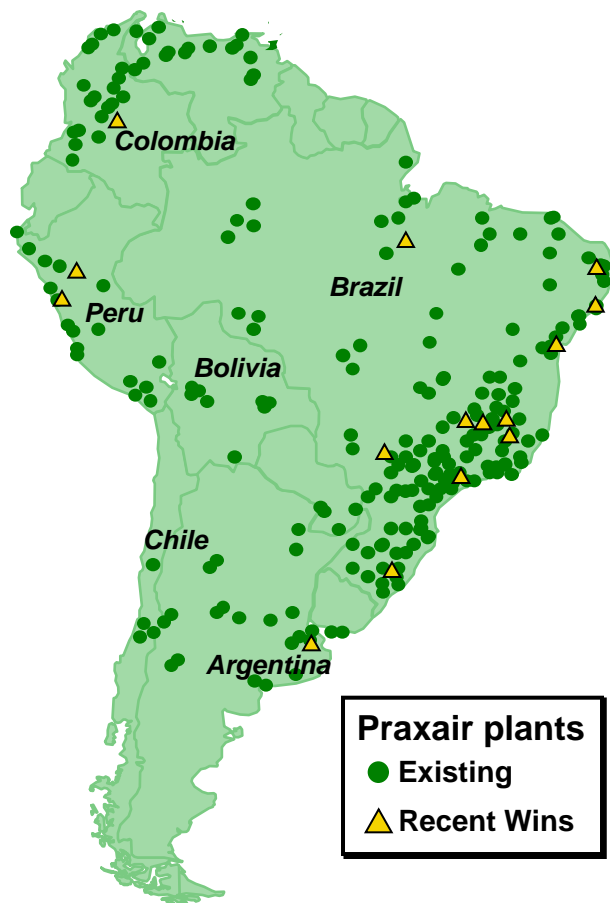 Colombia
Brazil
Peru
Bolivia
Chile
Argentina
Praxair plants
Existing
Recent Wins